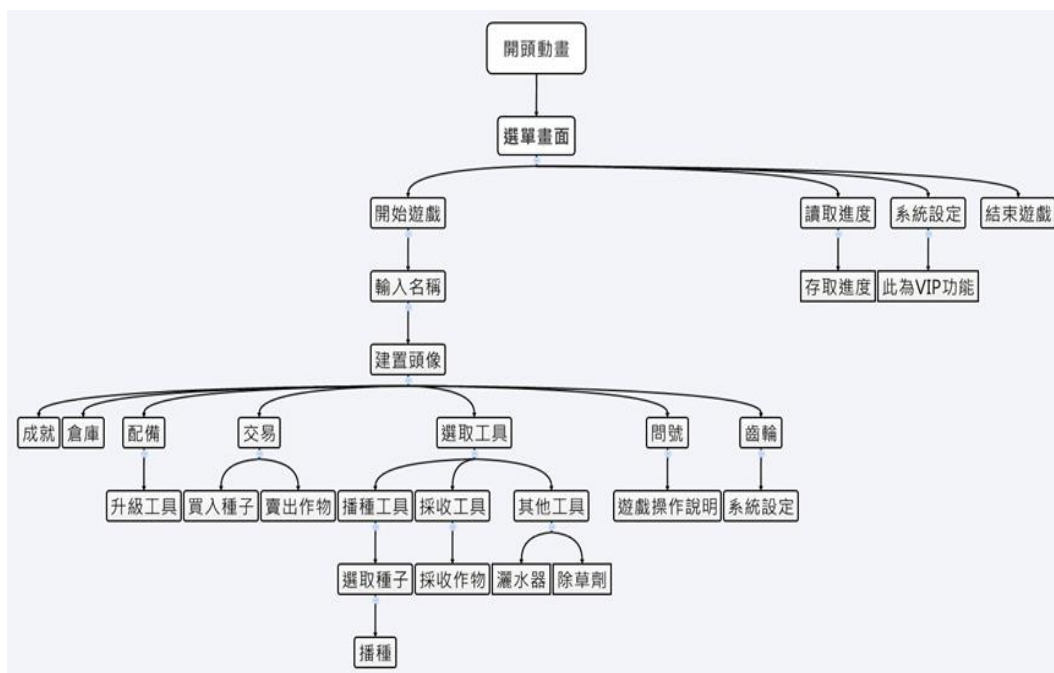 開頭動畫
選單畫面
開始遊戲
讀取進度
系統設定
結束遊戲
輸入名稱
存取進度
此為VIP功能
建置頭像
成就
倉庫
配備
交易
選取工具
問號
齒輪
升級工具
買入種子
賣出作物
播種工具
採收工具
其他工具
遊戲操作說明
系統設定
選取種子
採收作物
灑水器
除草劑
播種